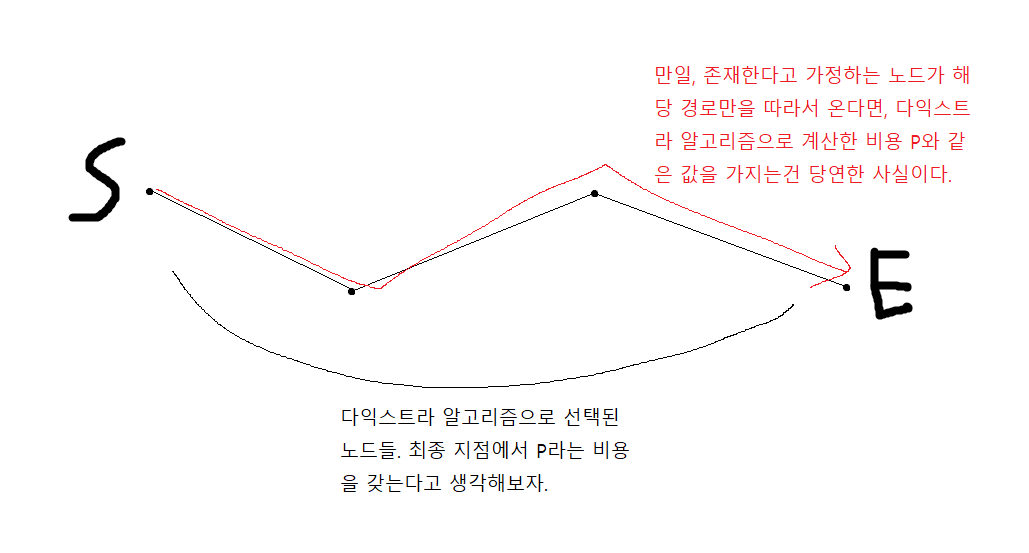 만일, 존재한다고 가정하는 노드가 해
당 경로만을 따라서 온다면, 다익스트
라 알고리즘으로 계산한 비용 P와 같
은 값을 가지는건 당연한 사실이다.
S
E
다익스트라 알고리즘으로 선택된
노드들. 최종 지점에서 P라는 비용
을 갖는다고 생각해보자.